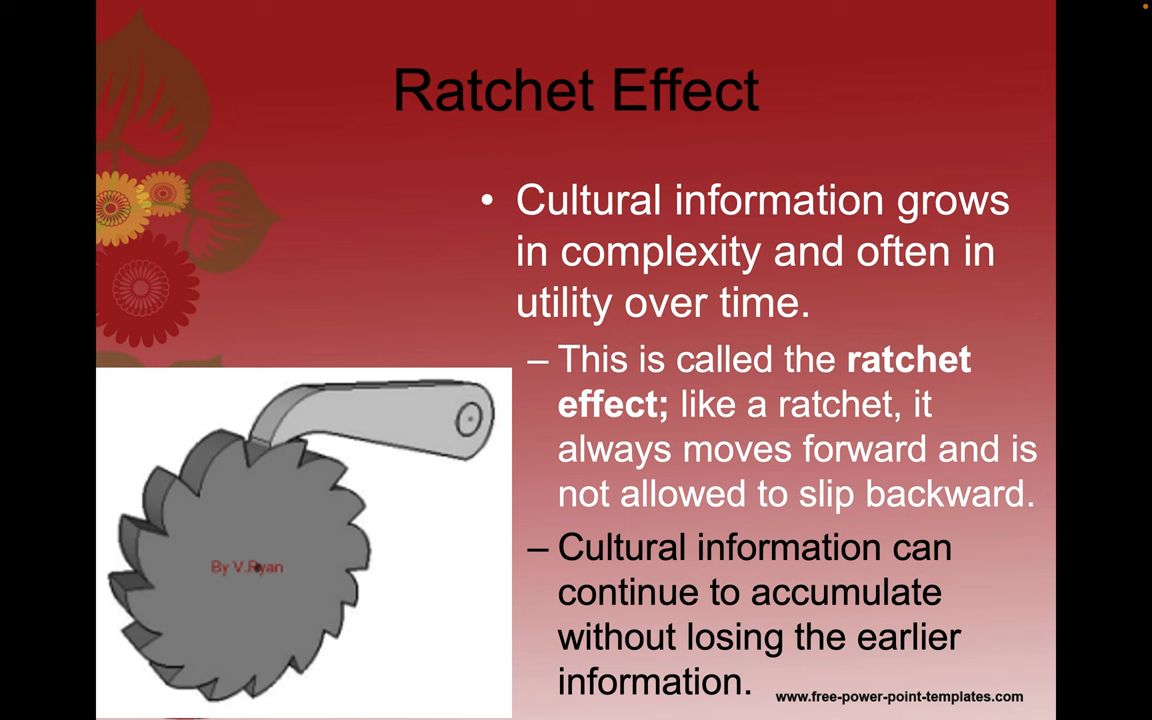 Ratchet Effect
• Cultural information grows
in complexity and often in
utility over time.
– This is called the ratchet
effect; like a ratchet, it
always moves forward and is
not allowed to slip backward.
– Cultural information can
continue to accumulate
without losing the earlier
information.
By V.Ryan
www.free-power-point-templates.com